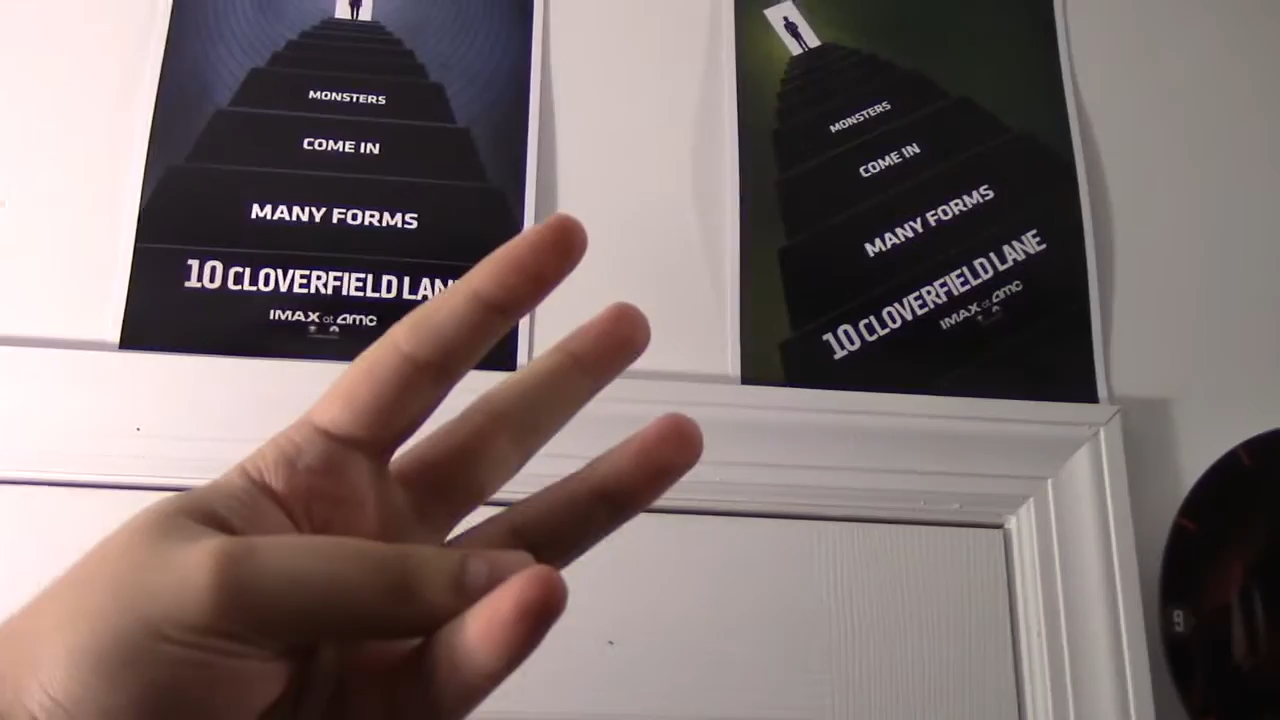 MONSTERS
COME IN
MANY FORMS
10 CLOVERFIELD LAN
IMAX at amc
MONSTERS
COME IN
MANY FORMS
10 CLOVERFIELD LANE
IMAX at amc
9